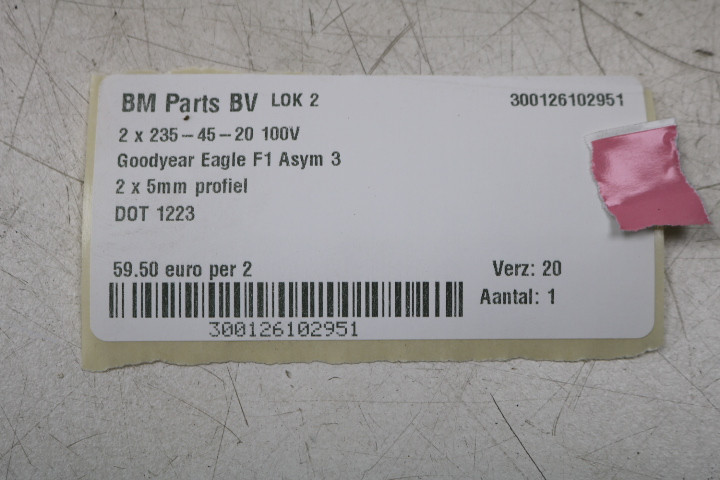 BM Parts BV LOK 2 300126102951
2 x 235-45-20 100V
Goodyear Eagle F1 Asym 3
2 x 5mm profiel
DOT 1223
59.50 euro per 2 Verz: 20
Aantal: 1
300126102951